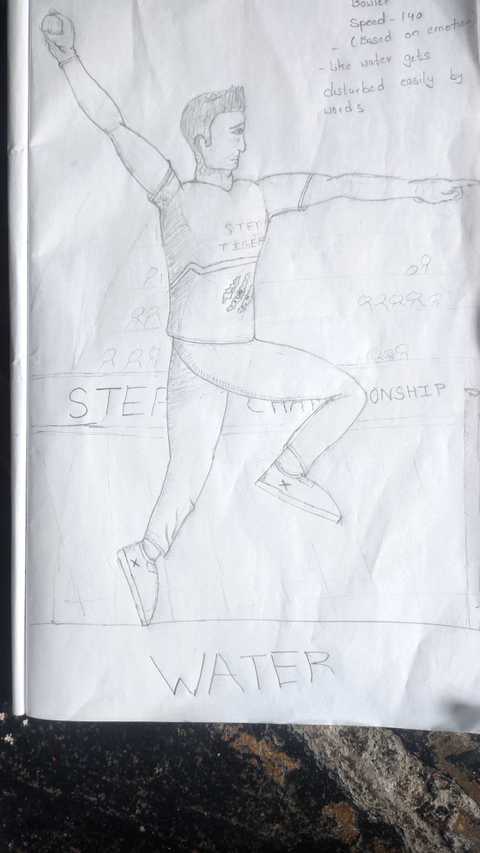 Bowler
Speed - 140
- (Based on emotion
- like water gets
disturbed easily by
words
STEP
TIGER
STEP CHAMPIONSHIP
WATER